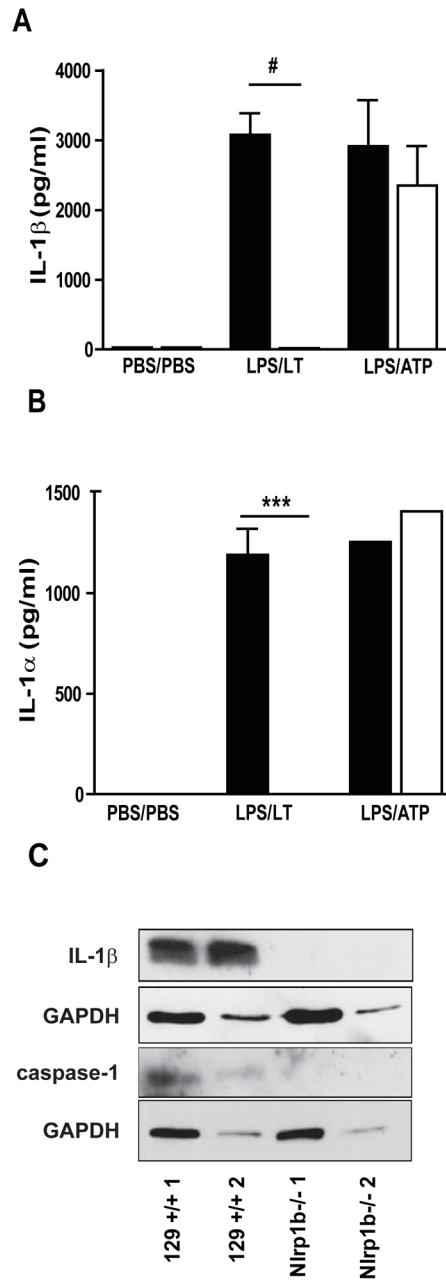 A
4000
3000
2000
1000
0
IL-1β (pg/ml)
#
PBS/PBS LPS/LT LPS/ATP
B
1500
1000
500
0
IL-1α (pg/ml)
***
PBS/PBS LPS/LT LPS/ATP
C
IL-1β
GAPDH
caspase-1
GAPDH
129 +/+ 1
129 +/+ 2
Nlrp1b-/- 1
Nlrp1b-/- 2